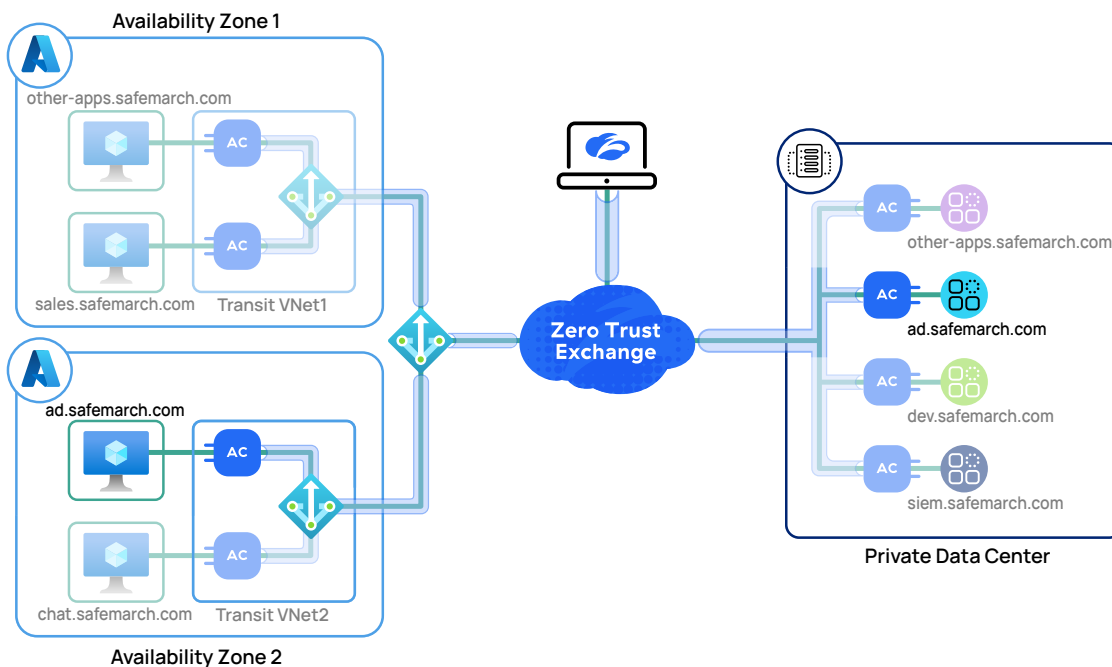 Availability Zone 1
other-apps.safemarch.com
AC
AC
sales.safemarch.com
Transit VNet1
ad.safemarch.com
AC
AC
chat.safemarch.com
Transit VNet2
Availability Zone 2
Zero Trust
Exchange
AC
other-apps.safemarch.com
AC
ad.safemarch.com
AC
dev.safemarch.com
AC
siem.safemarch.com
Private Data Center